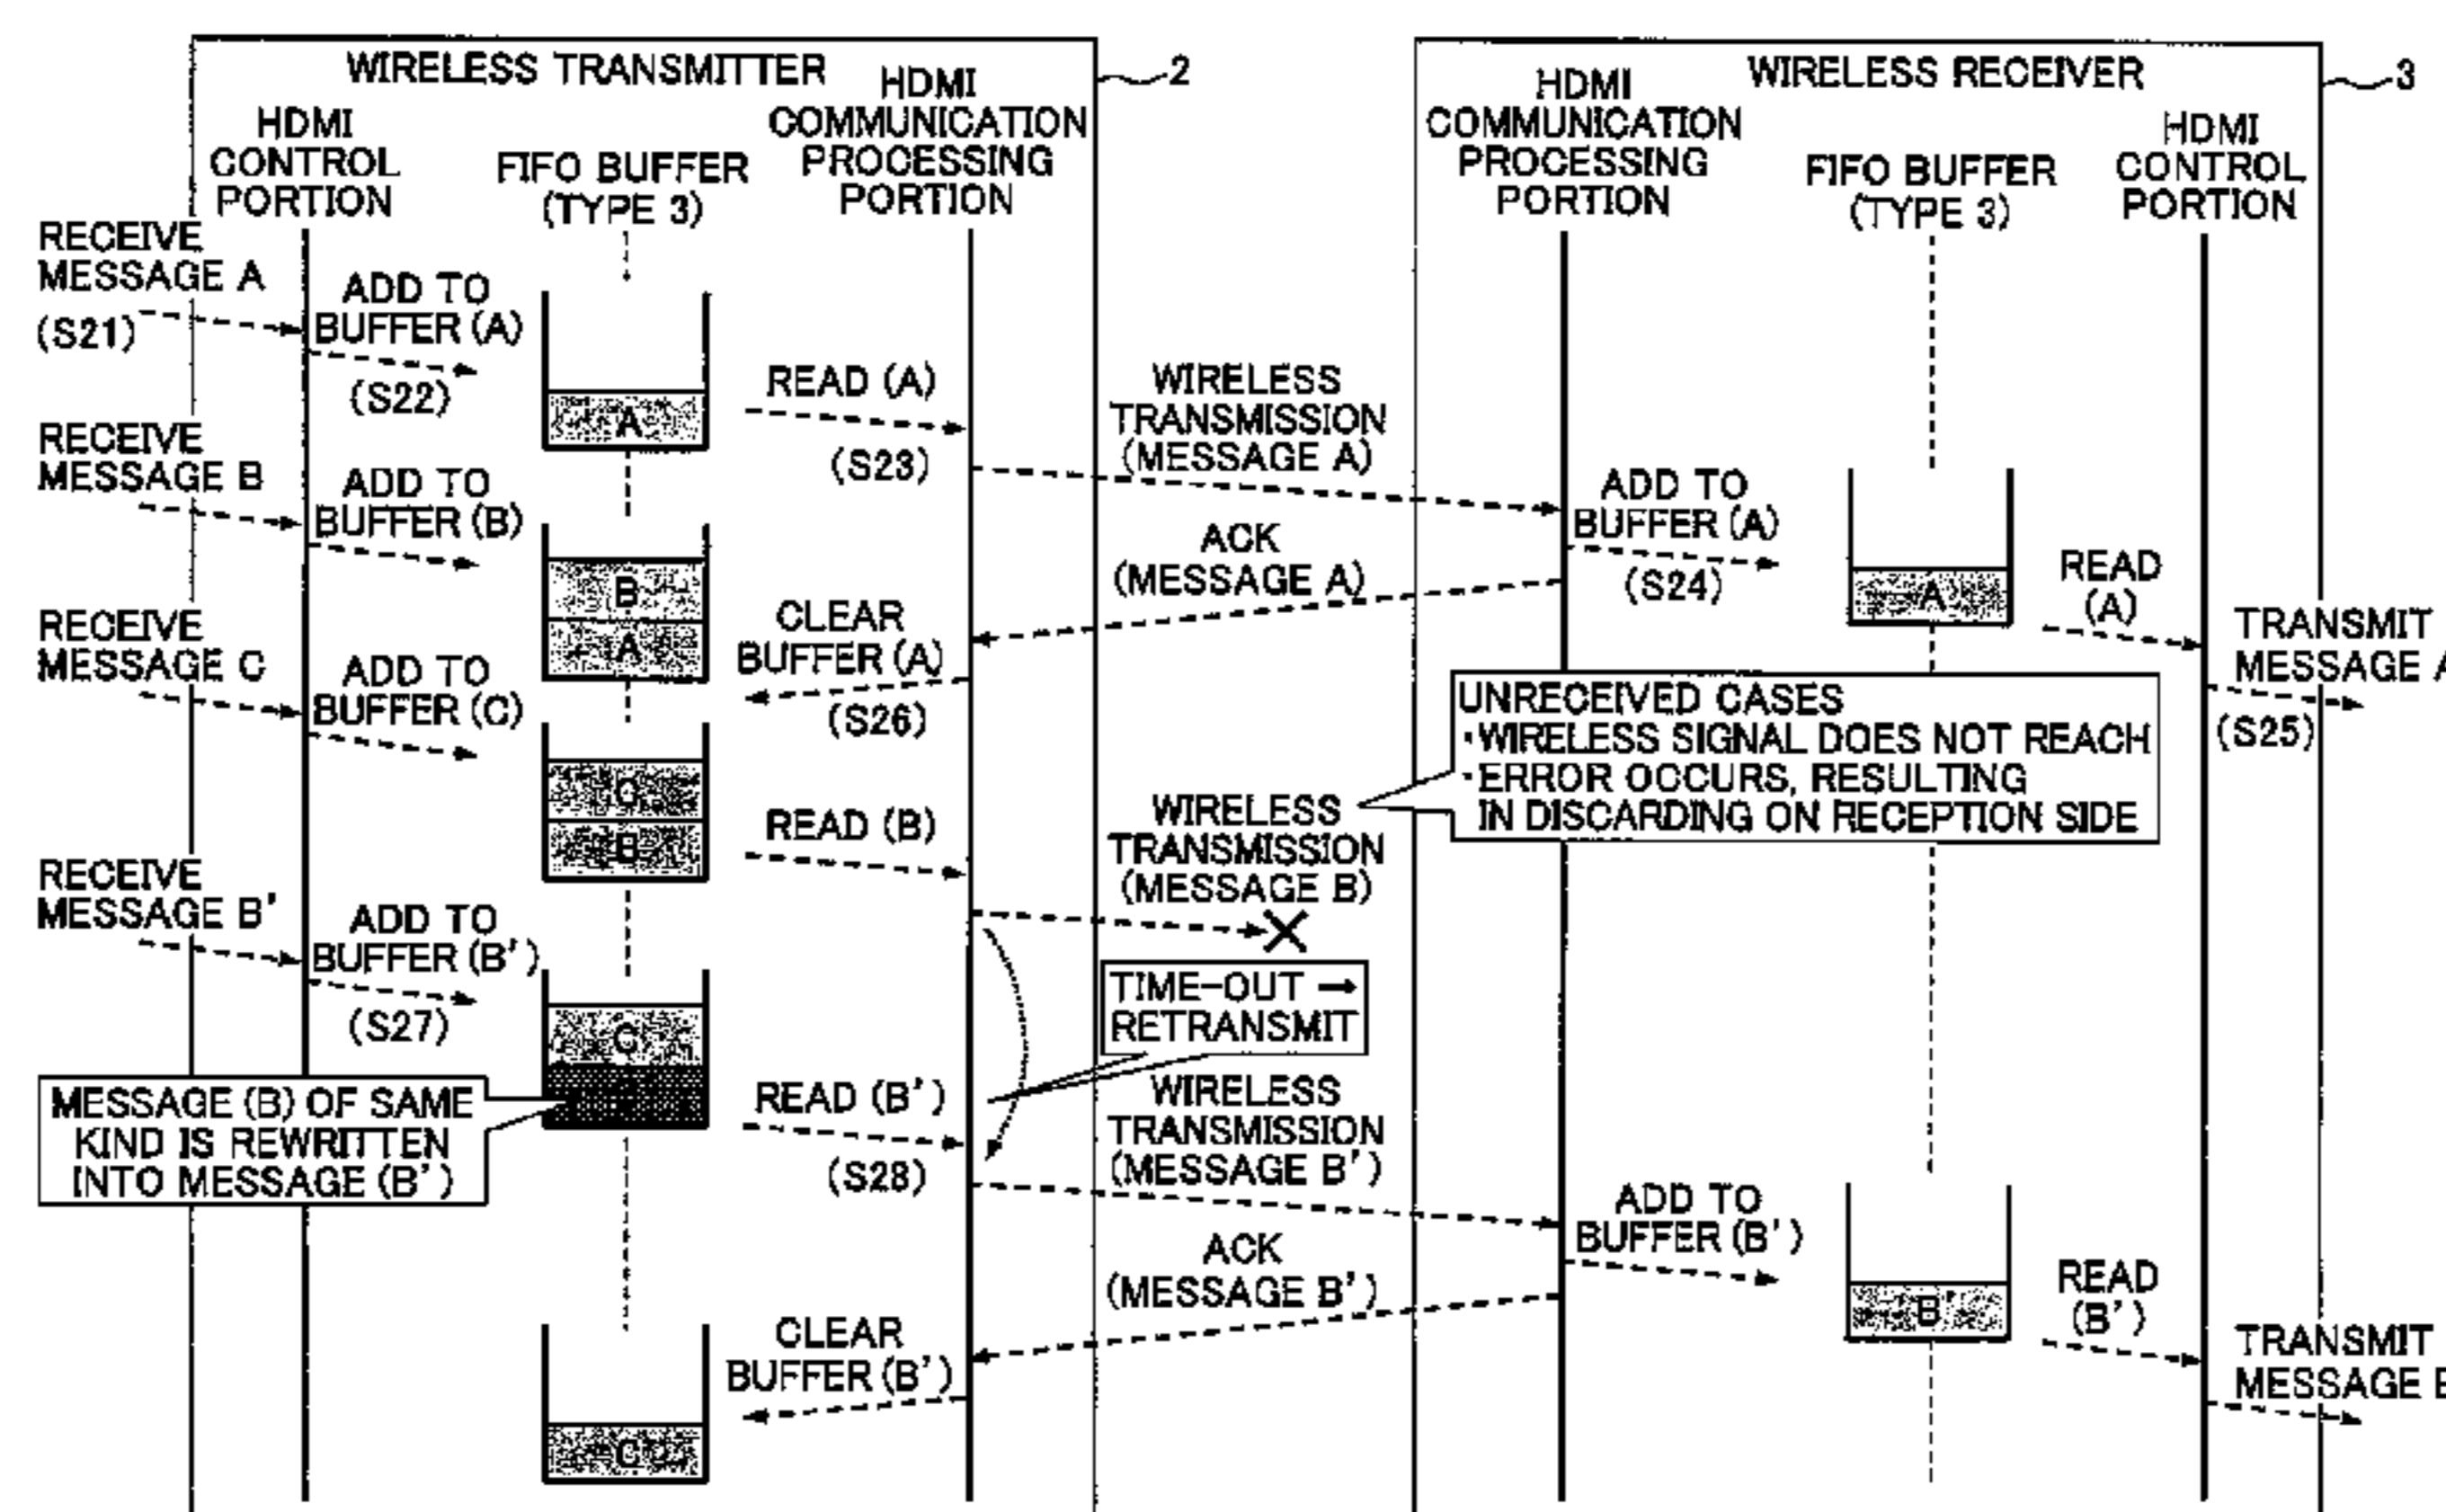 WIRELESS TRANSMITTER
2
HDMI
CONTROL
PORTION
FIFO BUFFER
(TYPE 3)
HDMI
COMMUNICATION
PROCESSING
PORTION
WIRELESS RECEIVER
3
HDMI
COMMUNICATION
PROCESSING
PORTION
FIFO BUFFER
(TYPE 3)
HDMI
CONTROL
PORTION
RECEIVE
MESSAGE A
(S21)
ADD TO
BUFFER (A)
(S22)
A
READ (A)
(S23)
WIRELESS
TRANSMISSION
(MESSAGE A)
ADD TO
BUFFER (A)
(S24)
A
READ
(A)
TRANSMIT
MESSAGE A
(S25)
RECEIVE
MESSAGE B
ADD TO
BUFFER (B)
B
A
ACK
(MESSAGE A)
CLEAR
BUFFER (A)
(S26)
RECEIVE
MESSAGE C
ADD TO
BUFFER (C)
C
B
READ (B)
WIRELESS
TRANSMISSION
(MESSAGE B)
UNRECEIVED CASES
・WIRELESS SIGNAL DOES NOT REACH
・ERROR OCCURS, RESULTING
IN DISCARDING ON RECEPTION SIDE
RECEIVE
MESSAGE B'
ADD TO
BUFFER (B')
(S27)
C
MESSAGE (B) OF SAME
KIND IS REWRITTEN
INTO MESSAGE (B')
TIME-OUT →
RETRANSMIT
READ (B')
(S28)
WIRELESS
TRANSMISSION
(MESSAGE B')
ADD TO
BUFFER (B')
B'
READ
(B')
TRANSMIT
MESSAGE
ACK
(MESSAGE B')
CLEAR
BUFFER (B')
C